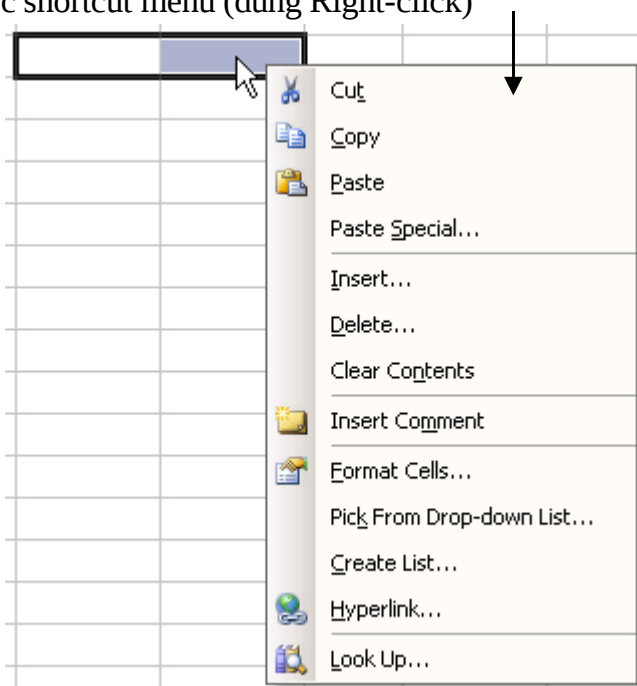 c shortcut menu (dùng Right-click)
Cut
Copy
Paste
Paste Special...
Insert...
Delete...
Clear Contents
Insert Comment
Format Cells...
Pick From Drop-down List...
Create List...
Hyperlink...
Look Up...